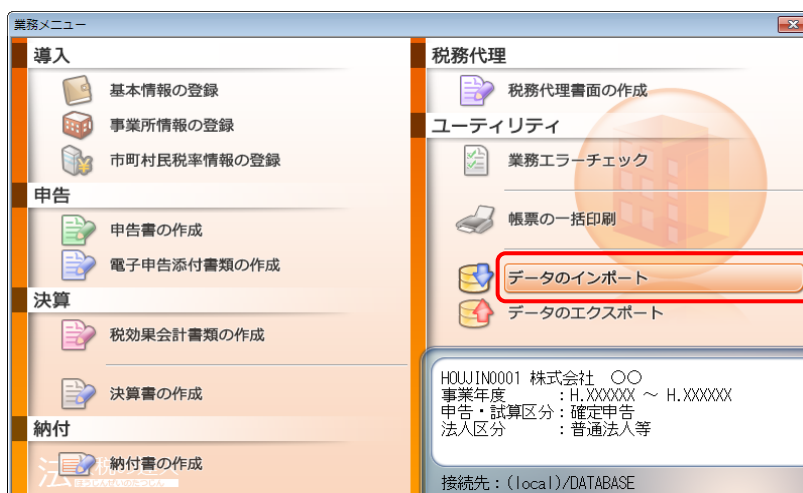 業務メニュー
導入
基本情報の登録
事業所情報の登録
市町村民税率情報の登録
申告
申告書の作成
電子申告添付書類の作成
決算
税効果会計書類の作成
決算書の作成
納付
納付書の作成
税務代理
税務代理書面の作成
ユーティリティ
業務エラーチェック
帳票の一括印刷
データのインポート
データのエクスポート
HOUJIN0001 株式会社 〇〇
事業年度 :H.XXXXXX ～ H.XXXXXX
申告・試算区分:確定申告
法人区分 :普通法人等
接続先:(local)/DATABASE